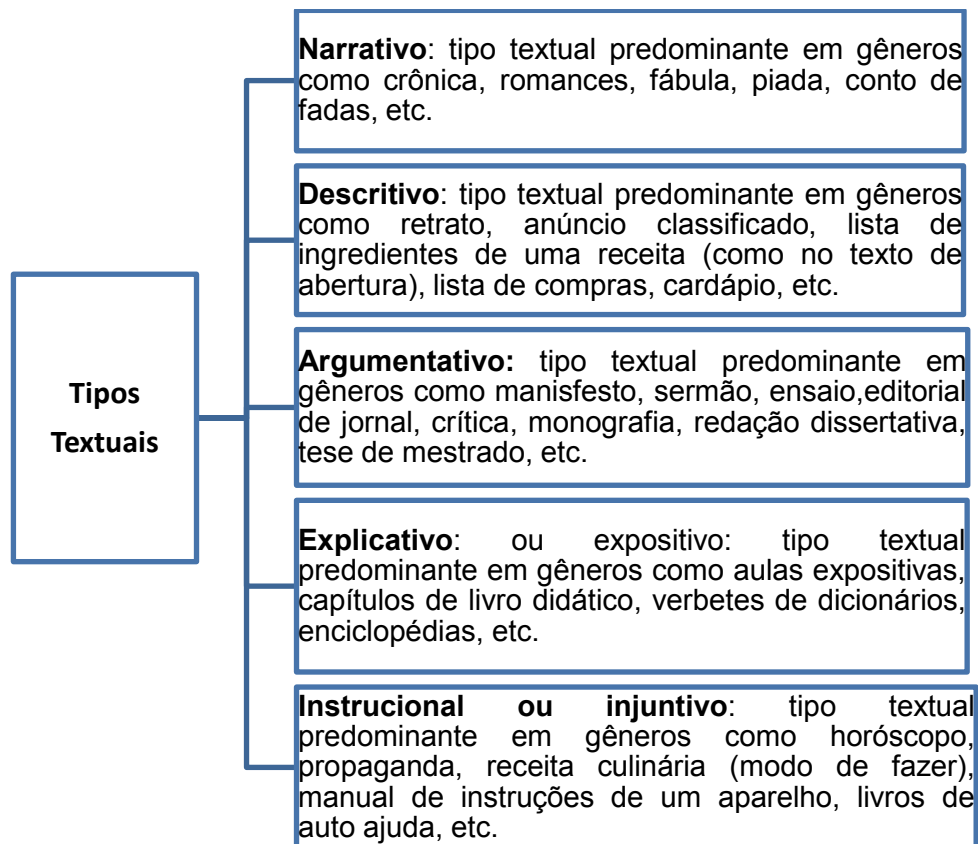 Tipos
Textuais
Narrativo: tipo textual predominante em gêneros
como crônica, romances, fábula, piada, conto de
fadas, etc.
Descritivo: tipo textual predominante em gêneros
como retrato, anúncio classificado, lista de
ingredientes de uma receita (como no texto de
abertura), lista de compras, cardápio, etc.
Argumentativo: tipo textual predominante em
gêneros como manisfesto, sermão, ensaio,editorial
de jornal, crítica, monografia, redação dissertativa,
tese de mestrado, etc.
Explicativo: ou expositivo: tipo textual
predominante em gêneros como aulas expositivas,
capítulos de livro didático, verbetes de dicionários,
enciclopédias, etc.
Instrucional ou injuntivo: tipo textual
predominante em gêneros como horóscopo,
propaganda, receita culinária (modo de fazer),
manual de instruções de um aparelho, livros de
auto ajuda, etc.